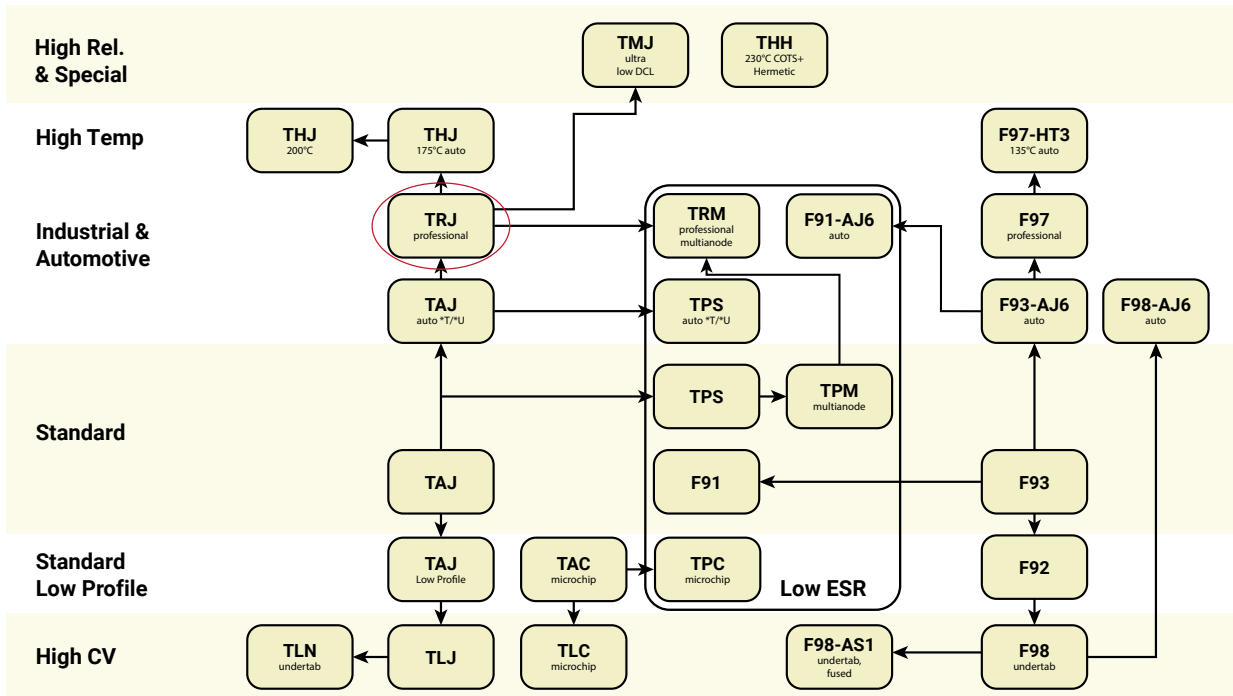 High Rel.
& Special
TMJ
ultra
low DCL
THH
230°C COTS+
Hermetic
High Temp
THJ
200°C
THJ
175°C auto
F97-HT3
135°C auto
Industrial &
Automotive
TRJ
professional
TRM
professional
multianode
F91-AJ6
auto
F97
professional
TAJ
auto *T/*U
TPS
auto *T/*U
F93-AJ6
auto
F98-AJ6
auto
Standard
TPS
TPM
multianode
TAJ
F91
F93
Standard
Low Profile
TAJ
Low Profile
TAC
microchip
TPC
microchip
Low ESR
F92
High CV
TLN
undertab
TLJ
TLC
microchip
F98-AS1
undertab,
fused
F98
undertab